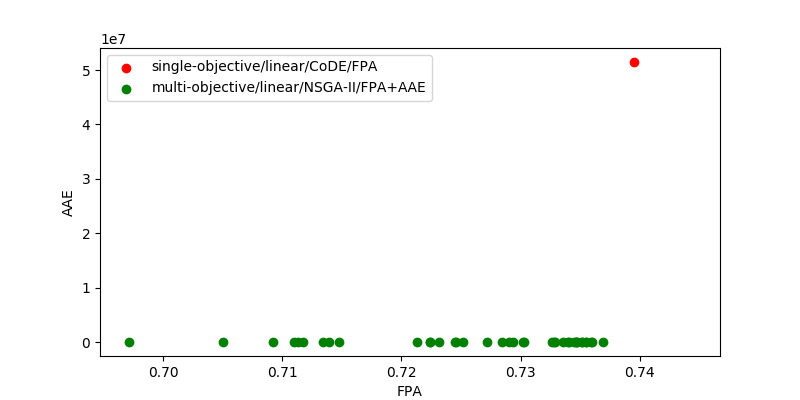 1e7
single-objective/linear/CoDE/FPA
multi-objective/linear/NSGA-II/FPA+AAE
5
4
3
2
1
0
AAE
0.70 0.71 0.72 0.73 0.74
FPA